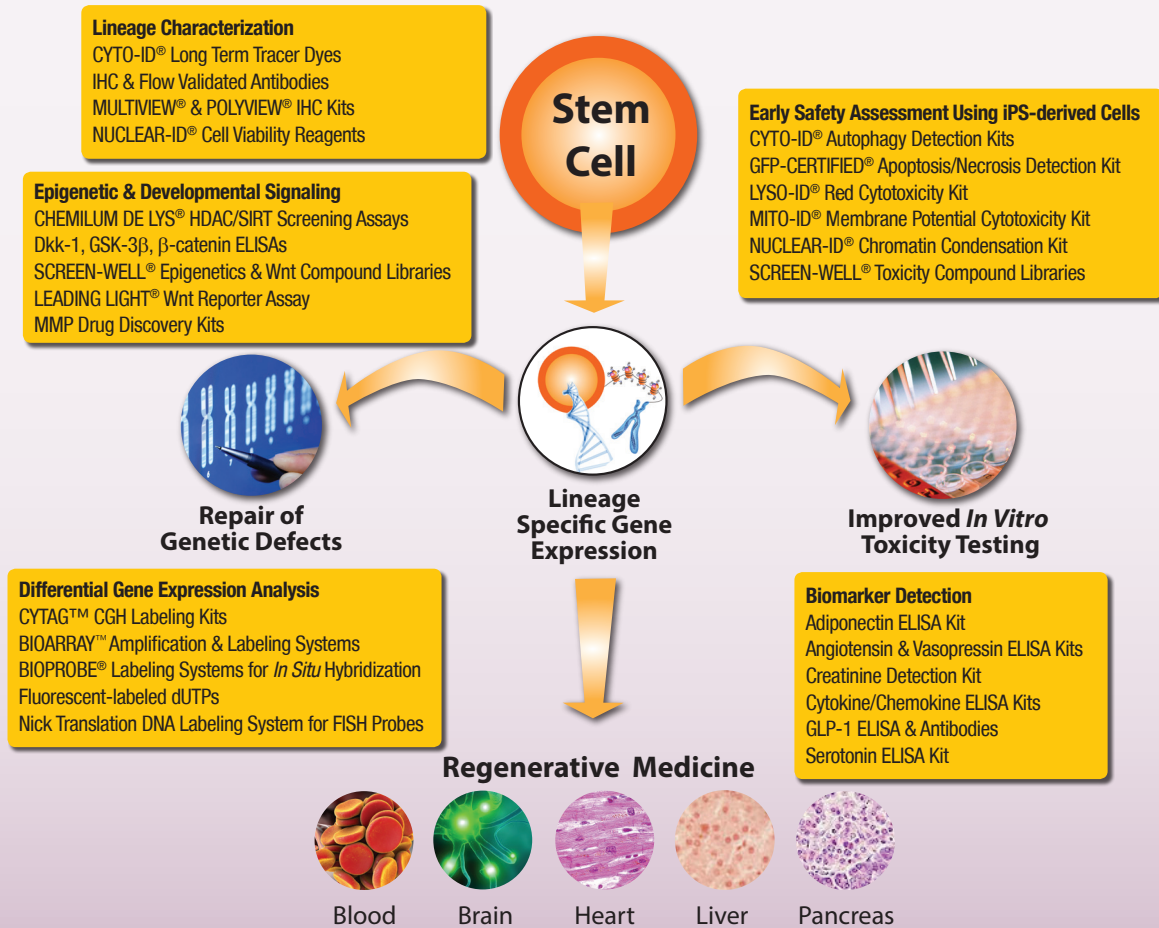 Lineage Characterization
CYTO-ID® Long Term Tracer Dyes
IHC & Flow Validated Antibodies
MULTIVIEW® & POLYVIEW® IHC Kits
NUCLEAR-ID® Cell Viability Reagents
Stem
Cell
Early Safety Assessment Using iPS-derived Cells
CYTO-ID® Autophagy Detection Kits
GFP-CERTIFIED® Apoptosis/Necrosis Detection Kit
LYSO-ID® Red Cytotoxicity Kit
MITO-ID® Membrane Potential Cytotoxicity Kit
NUCLEAR-ID® Chromatin Condensation Kit
SCREEN-WELL® Toxicity Compound Libraries
Epigenetic & Developmental Signaling
CHEMILUM DE LYS® HDAC/SIRT Screening Assays
Dkk-1, GSK-3β, β-catenin ELISAs
SCREEN-WELL® Epigenetics & Wnt Compound Libraries
LEADING LIGHT® Wnt Reporter Assay
MMP Drug Discovery Kits
Repair of
Genetic Defects
Lineage
Specific Gene
Expression
Improved In Vitro
Toxicity Testing
Differential Gene Expression Analysis
CYTAG™ CGH Labeling Kits
BIOARRAY™ Amplification & Labeling Systems
BIOPROBE® Labeling Systems for In Situ Hybridization
Fluorescent-labeled dUTPs
Nick Translation DNA Labeling System for FISH Probes
Biomarker Detection
Adiponectin ELISA Kit
Angiotensin & Vasopressin ELISA Kits
Creatinine Detection Kit
Cytokine/Chemokine ELISA Kits
GLP-1 ELISA & Antibodies
Serotonin ELISA Kit
Regenerative Medicine
Blood
Brain
Heart
Liver
Pancreas